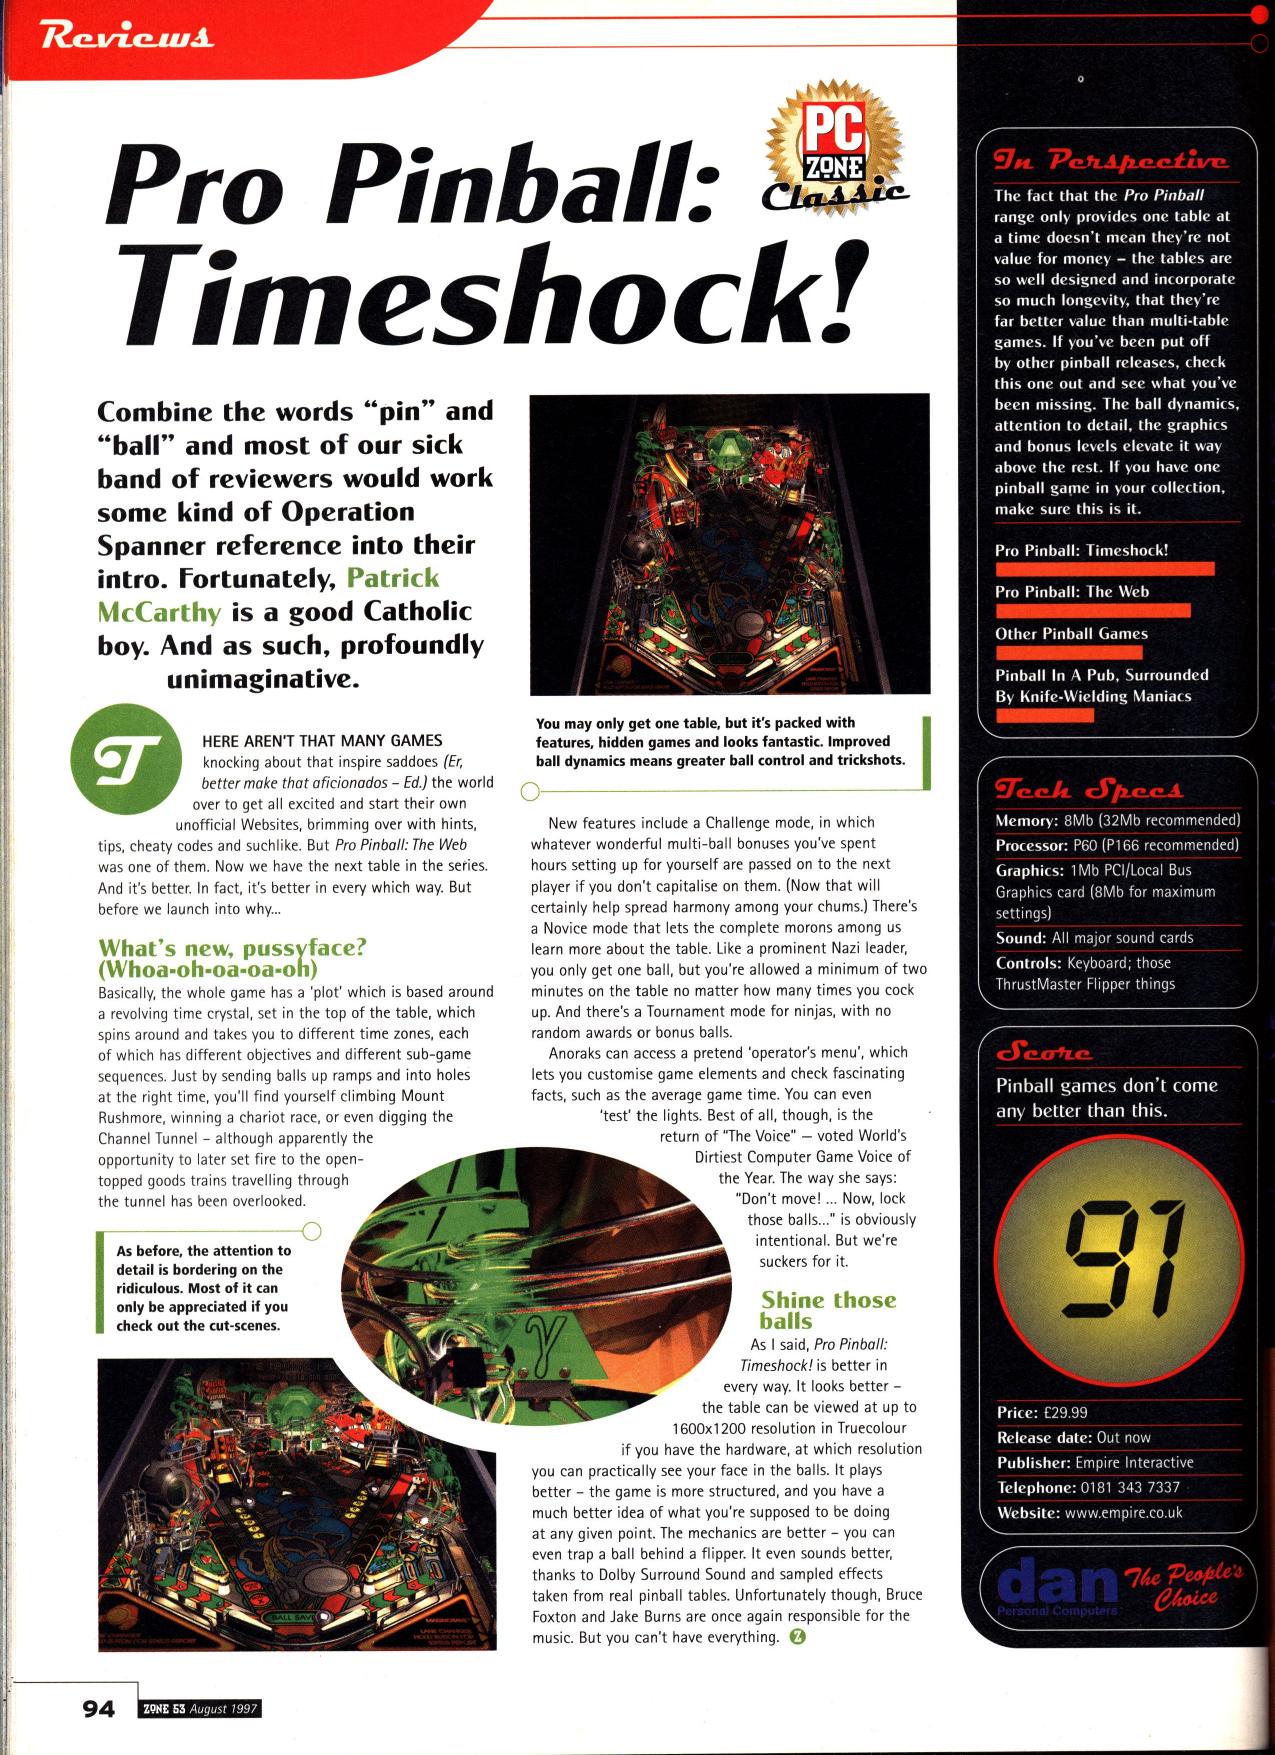 Reviews
Pro Pinball:
Timeshock!
PC
ZONE
Classic
Combine the words “pin” and
“ball” and most of our sick
band of reviewers would work
some kind of Operation
Spanner reference into their
intro. Fortunately, Patrick
McCarthy is a good Catholic
boy. And as such, profoundly
unimaginative.
THERE AREN'T THAT MANY GAMES
knocking about that inspire saddoes (Er,
better make that aficionados – Ed.) the world
over to get all excited and start their own
unofficial Websites, brimming over with hints,
tips, cheaty codes and suchlike. But Pro Pinball: The Web
was one of them. Now we have the next table in the series.
And it's better. In fact, it's better in every which way. But
before we launch into why...
What's new, pussyface?
(Whoa-oh-oa-oa-oh)
Basically, the whole game has a 'plot' which is based around
a revolving time crystal, set in the top of the table, which
spins around and takes you to different time zones, each
of which has different objectives and different sub-game
sequences. Just by sending balls up ramps and into holes
at the right time, you'll find yourself climbing Mount
Rushmore, winning a chariot race, or even digging the
Channel Tunnel – although apparently the
opportunity to later set fire to the open-
topped goods trains travelling through
the tunnel has been overlooked.
As before, the attention to
detail is bordering on the
ridiculous. Most of it can
only be appreciated if you
check out the cut-scenes.
BALL SAVE
You may only get one table, but it's packed with
features, hidden games and looks fantastic. Improved
ball dynamics means greater ball control and trickshots.
New features include a Challenge mode, in which
whatever wonderful multi-ball bonuses you've spent
hours setting up for yourself are passed on to the next
player if you don't capitalise on them. (Now that will
certainly help spread harmony among your chums.) There's
a Novice mode that lets the complete morons among us
learn more about the table. Like a prominent Nazi leader,
you only get one ball, but you're allowed a minimum of two
minutes on the table no matter how many times you cock
up. And there's a Tournament mode for ninjas, with no
random awards or bonus balls.
Anoraks can access a pretend 'operator's menu', which
lets you customise game elements and check fascinating
facts, such as the average game time. You can even
'test' the lights. Best of all, though, is the
return of “The Voice” – voted World's
Dirtiest Computer Game Voice of
the Year. The way she says:
“Don't move! ... Now, lock
those balls...” is obviously
intentional. But we're
suckers for it.
γ
Shine those
balls
As I said, Pro Pinball:
Timeshock! is better in
every way. It looks better –
the table can be viewed at up to
1600x1200 resolution in Truecolour
if you have the hardware, at which resolution
you can practically see your face in the balls. It plays
better – the game is more structured, and you have a
much better idea of what you're supposed to be doing
at any given point. The mechanics are better – you can
even trap a ball behind a flipper. It even sounds better,
thanks to Dolby Surround Sound and sampled effects
taken from real pinball tables. Unfortunately though, Bruce
Foxton and Jake Burns are once again responsible for the
music. But you can't have everything. Z
In Perspective
The fact that the Pro Pinball
range only provides one table at
a time doesn't mean they're not
value for money – the tables are
so well designed and incorporate
so much longevity, that they're
far better value than multi-table
games. If you've been put off
by other pinball releases, check
this one out and see what you've
been missing. The ball dynamics,
attention to detail, the graphics
and bonus levels elevate it way
above the rest. If you have one
pinball game in your collection,
make sure this is it.
Pro Pinball: Timeshock!
Pro Pinball: The Web
Other Pinball Games
Pinball In A Pub, Surrounded
By Knife-Wielding Maniacs
Tech Specs
Memory: 8Mb (32Mb recommended)
Processor: P60 (P166 recommended)
Graphics: 1Mb PCI/Local Bus
Graphics card (8Mb for maximum
settings)
Sound: All major sound cards
Controls: Keyboard; those
ThrustMaster Flipper things
Score
Pinball games don't come
any better than this.
91
Price: £29.99
Release date: Out now
Publisher: Empire Interactive
Telephone: 0181 343 7337
Website: www.empire.co.uk
dan
Personal Computers
The People's
Choice
94
ZONE 53 August 1997